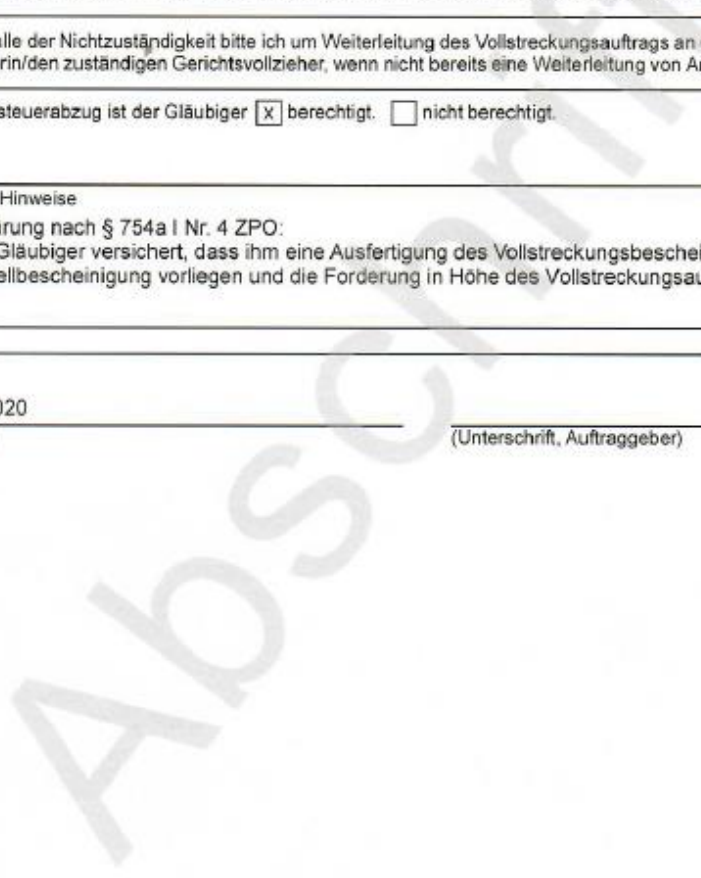 lle der Nichtzuständigkeit bitte ich um Weiterleitung des Vollstreckungsauftrags an
rin/den zuständigen Gerichtsvollzieher, wenn nicht bereits eine Weiterleitung von A
steuerabzug ist der Gläubiger x berechtigt. nicht berechtigt.
Hinweise
rung nach § 754a I Nr. 4 ZPO:
Gläubiger versichert, dass ihm eine Ausfertigung des Vollstreckungsbeschei
ellbescheinigung vorliegen und die Forderung in Höhe des Vollstreckungsau
020
(Unterschrift, Auftraggeber)
Abschrift